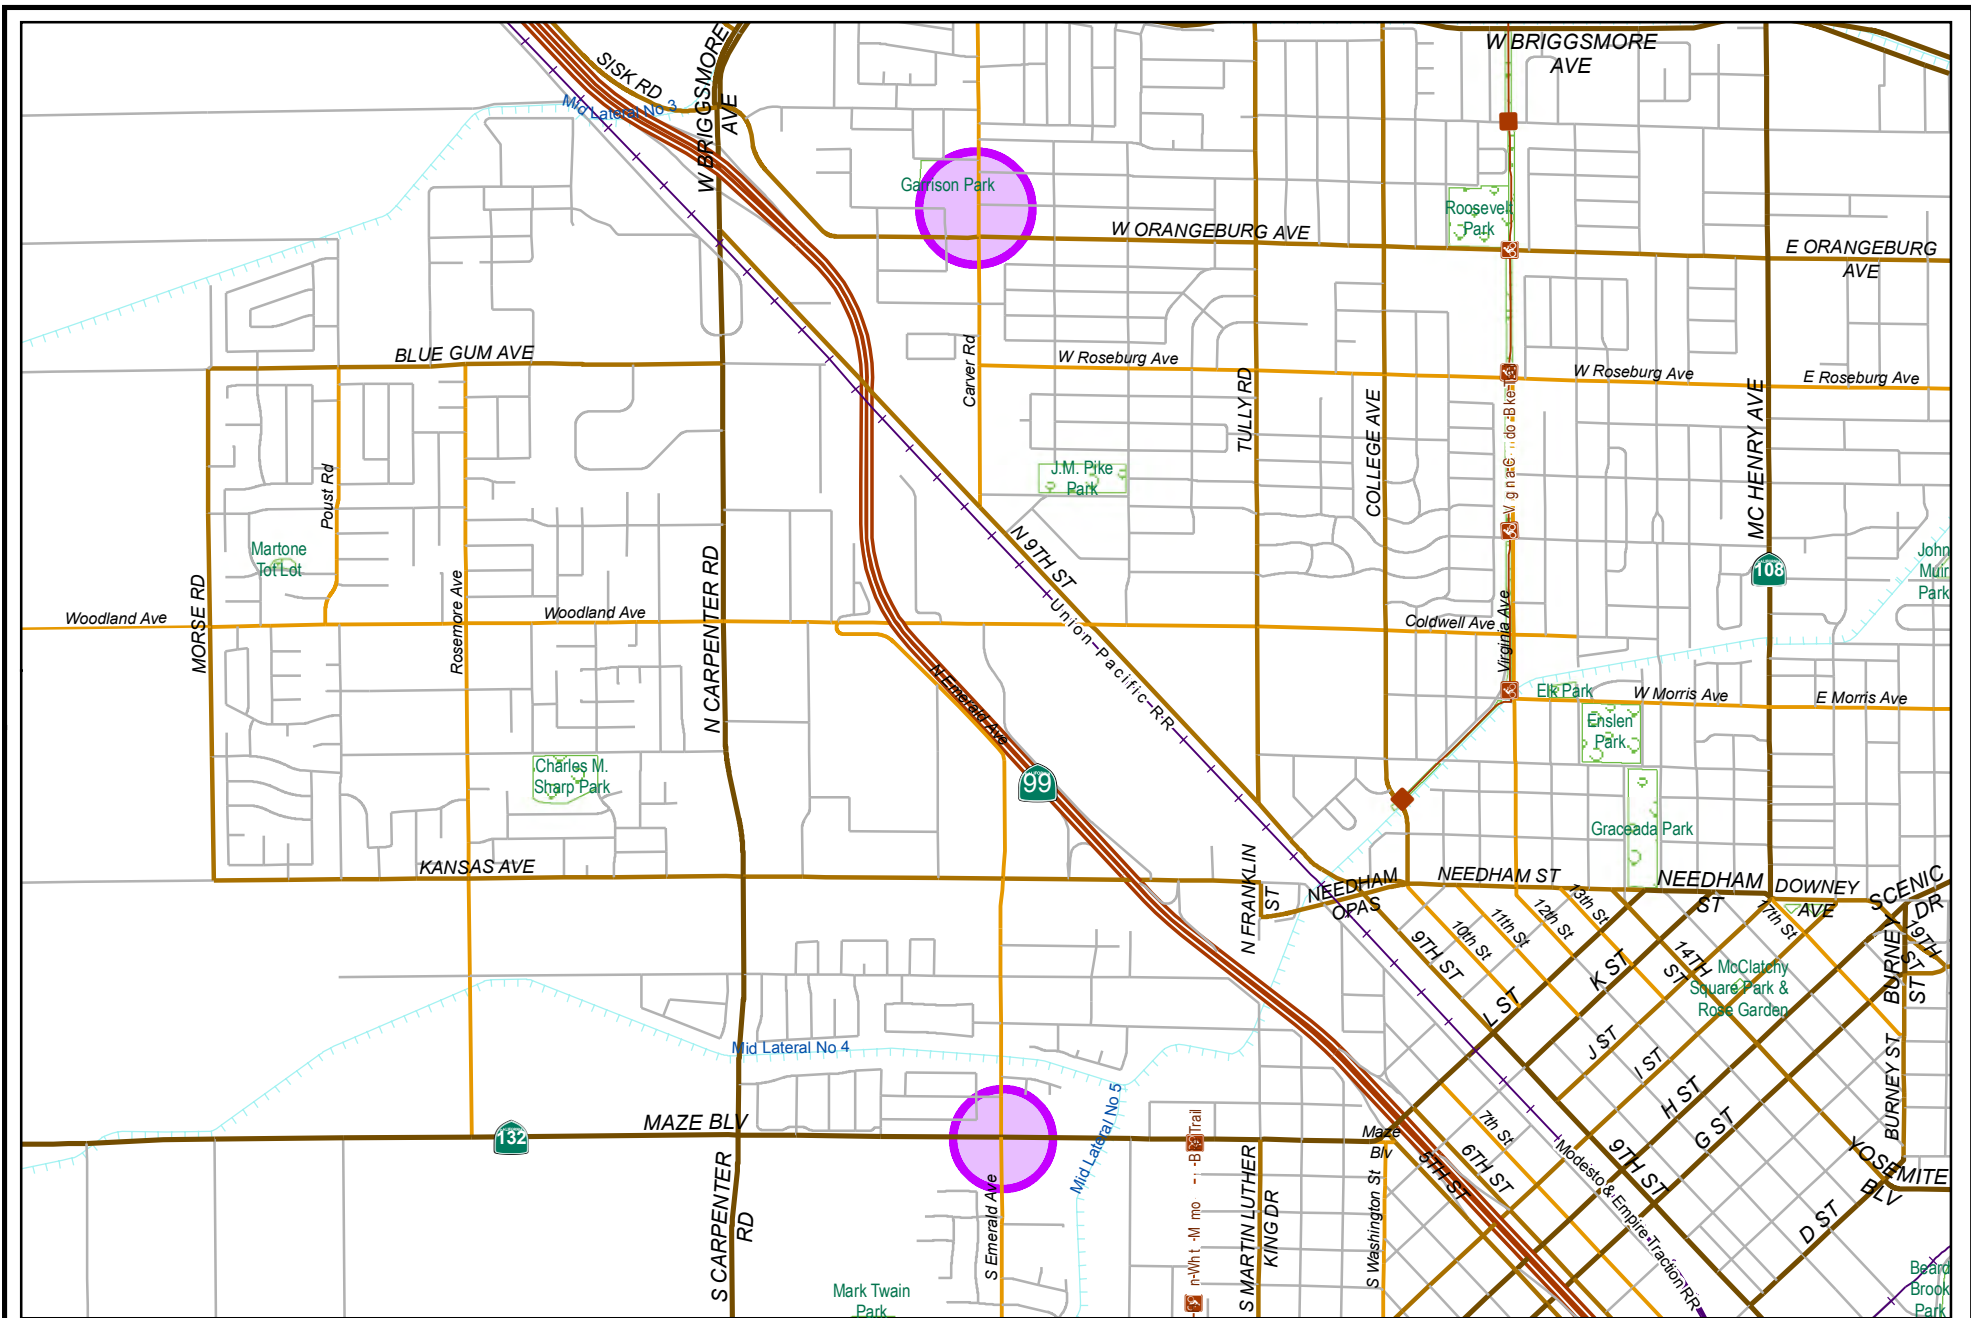 W BRIGGSMORE
AVE
SISK RD
W BRIGGSMORE
AVE
Mid Lateral No 3
Garrison Park
Roosevelt
Park
W ORANGEBURG AVE
E ORANGEBURG
AVE
BLUE GUM AVE
Carver Rd
W Roseburg Ave
W Roseburg Ave
E Roseburg Ave
TULLY RD
COLLEGE AVE
MC HENRY AVE
J.M. Pike
Park
Poust Rd
Martone
Tot Lot
N 9TH ST
108
John
Muir
Park
MORSE RD
Rosemore Ave
N CARPENTER RD
Woodland Ave
Woodland Ave
Union Pacific RR
Coldwell Ave
Virginia Ave
N Emerald Ave
Elk Park
W Morris Ave
E Morris Ave
Enslen
Park
Charles M.
Sharp Park
99
Graceada Park
KANSAS AVE
N FRANKLIN
ST
NEEDHAM
OPAS
NEEDHAM ST
NEEDHAM
ST
DOWNEY
AVE
SCENIC
DR
9TH ST
10th St
11th St
12th St
13th St
14TH
ST
17th St
19TH
ST
BURNEY
ST
McClatchy
Square Park &
Rose Garden
L ST
K ST
J ST
I ST
H ST
G ST
BURNEY ST
Mid Lateral No 4
Mid Lateral No 5
132
MAZE BLV
Maze
Blv
Trail
7th St
6TH ST
5TH ST
9TH ST
Modesto & Empire Traction RR
YOSEMITE
BLV
D ST
S CARPENTER
RD
S Emerald Ave
S MARTIN LUTHER
KING DR
S Washington St
Mark Twain
Park
Beard
Brook
Park